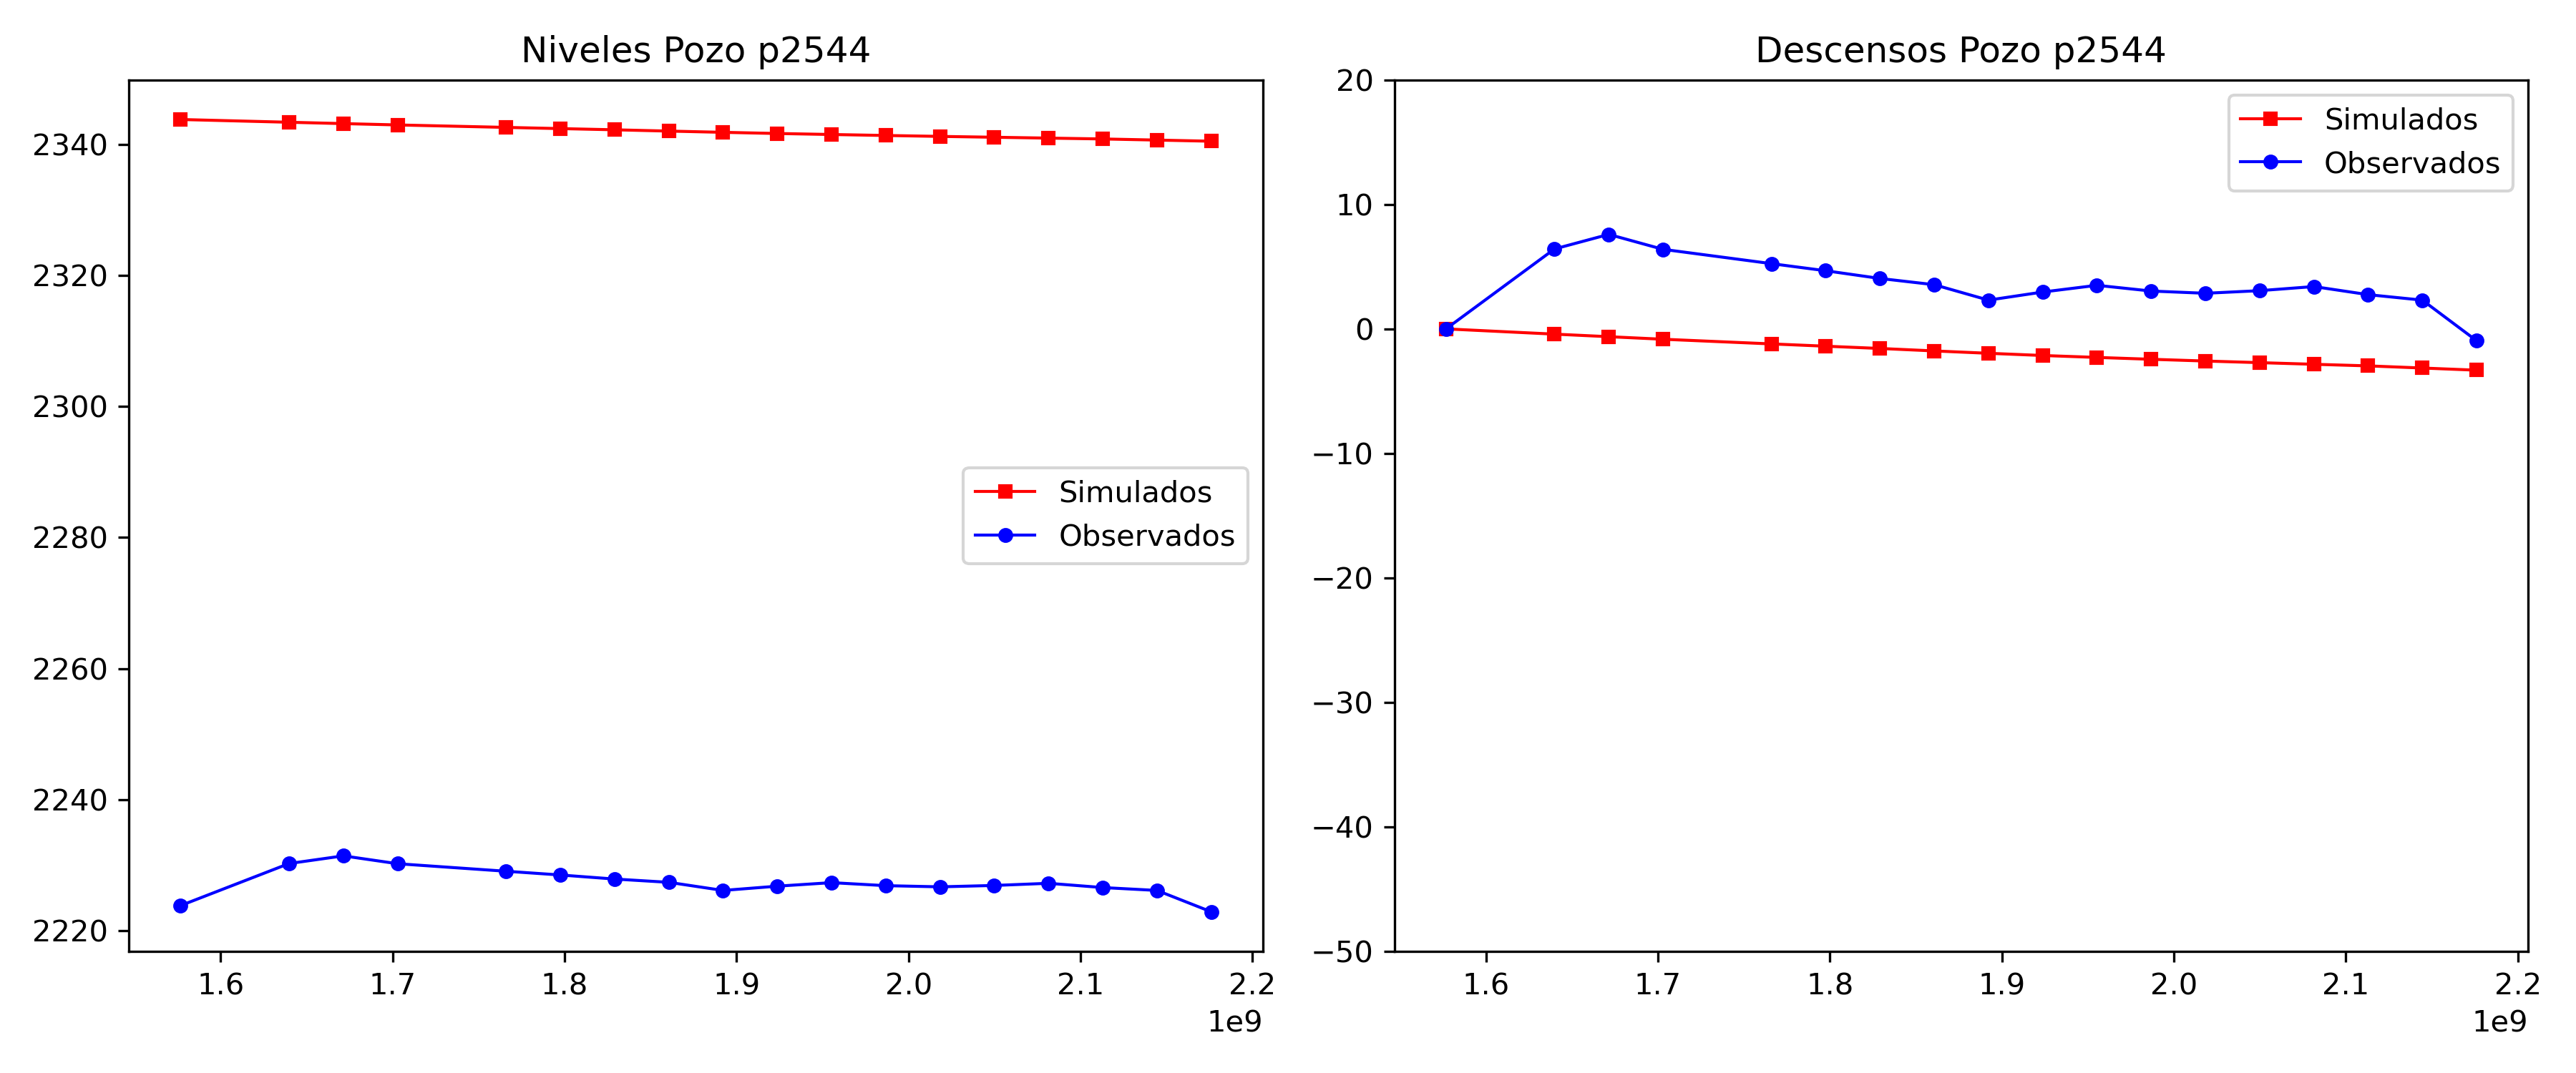 Niveles Pozo p2544
2340
2320
2300
2280
2260
2240
2220
Simulados
Observados
1.6 1.7 1.8 1.9 2.0 2.1 2.2
1e9
Descensos Pozo p2544
20
10
0
−10
−20
−30
−40
−50
Simulados
Observados
1.6 1.7 1.8 1.9 2.0 2.1 2.2
1e9